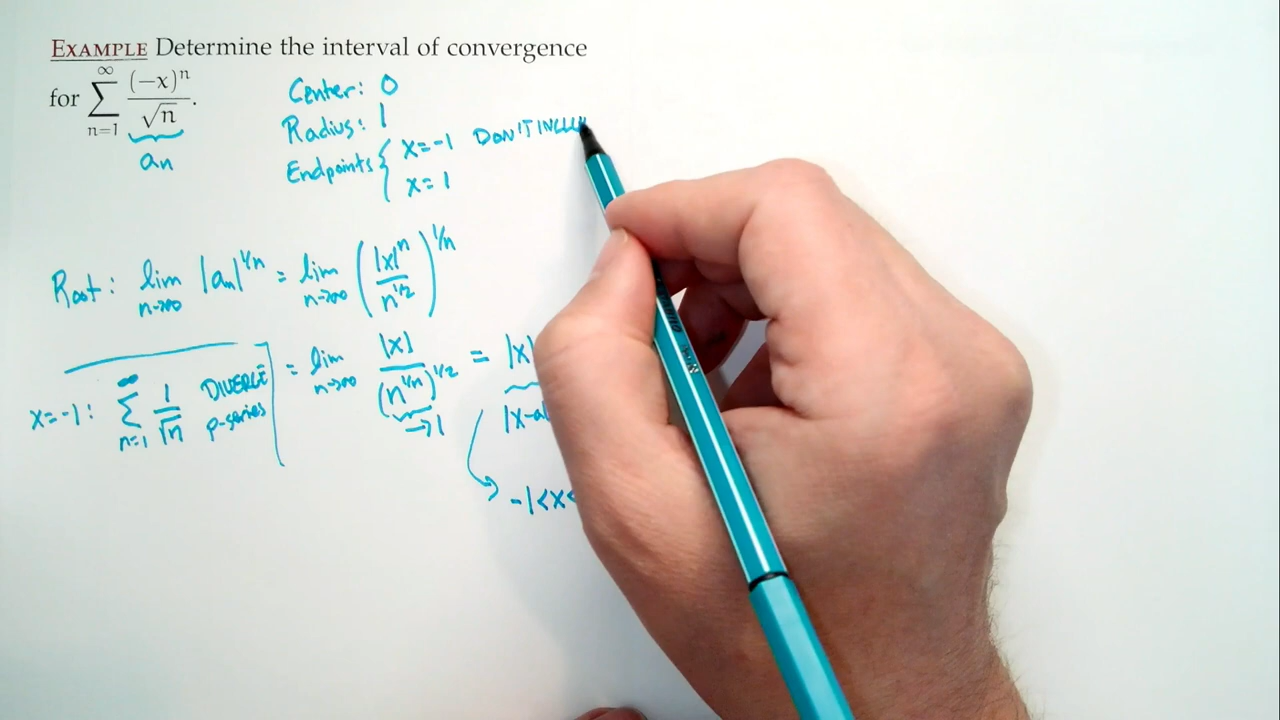 EXAMPLE Determine the interval of convergence
for ∑_{n=1}^{∞} (-x)^n / √n .
a_n
Center: 0
Radius: 1
Endpoints { x=-1 DON'T INCLU
x=1
Root: lim_{n→∞} |a_n|^{1/n} = lim_{n→∞} ( |x|^n / n^{1/2} )^{1/n}
= lim_{n→∞} |x| / (n^{1/n})^{1/2} = |x|
→1
|x-a|
-1<x<
x=-1: ∑_{n=1}^{∞} 1/√n DIVERGE
p-series